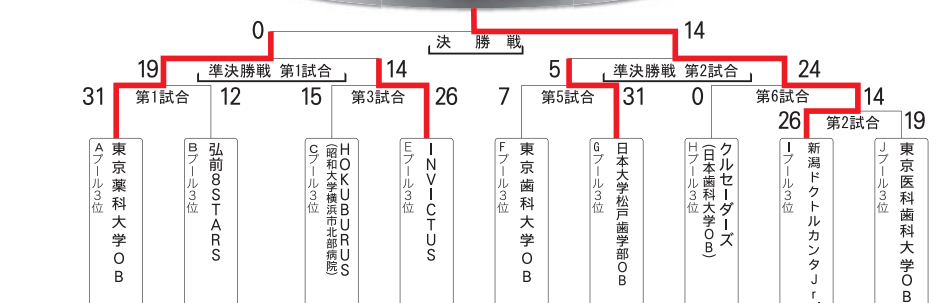 0
14
決勝戦
19
準決勝戦 第1試合
14
5
準決勝戦 第2試合
24
31
第1試合
12
15
第3試合
26
7
第5試合
31
0
第6試合
14
26
第2試合
19
Aプール3位
東京薬科大学OB
Bプール3位
弘前8STARS
Cプール3位
HOKUBURUS
(昭和大学横浜市北部病院)
Eプール3位
INVICTUS
Fプール3位
東京歯科大学OB
Gプール3位
日本大学松戸歯学部OB
Hプール3位
クルセーダーズ
(日本歯科大学OB)
Iプール3位
新潟ドクトルカンタJr.
Jプール3位
東京医科歯科大学OB